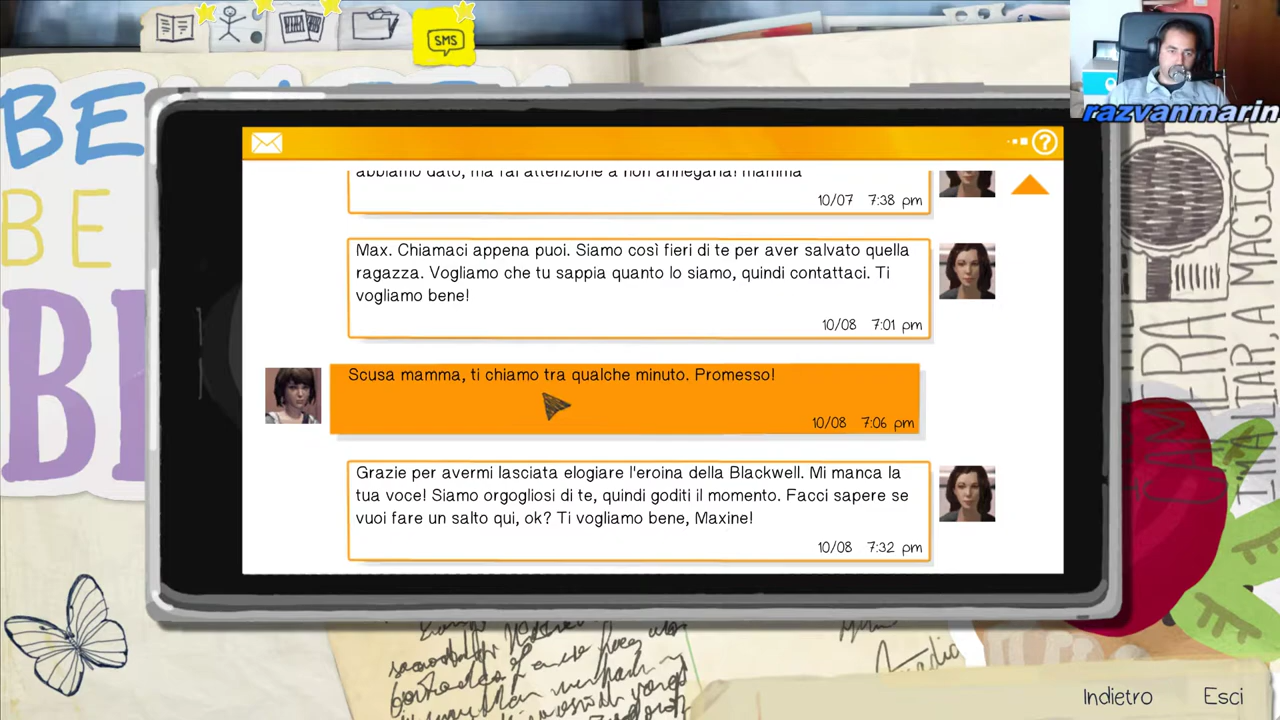 SMS
razvanmarin
BE
BE
abbiamo dato, ma fai attenzione a non annegarla! mamma
10/07 7:38 pm
Max. Chiamaci appena puoi. Siamo così fieri di te per aver salvato quella
ragazza. Vogliamo che tu sappia quanto lo siamo, quindi contattaci. Ti
vogliamo bene!
10/08 7:01 pm
Scusa mamma, ti chiamo tra qualche minuto. Promesso!
10/08 7:06 pm
Grazie per avermi lasciata elogiare l'eroina della Blackwell. Mi manca la
tua voce! Siamo orgogliosi di te, quindi goditi il momento. Facci sapere se
vuoi fare un salto qui, ok? Ti vogliamo bene, Maxine!
10/08 7:32 pm
Indietro
Esci